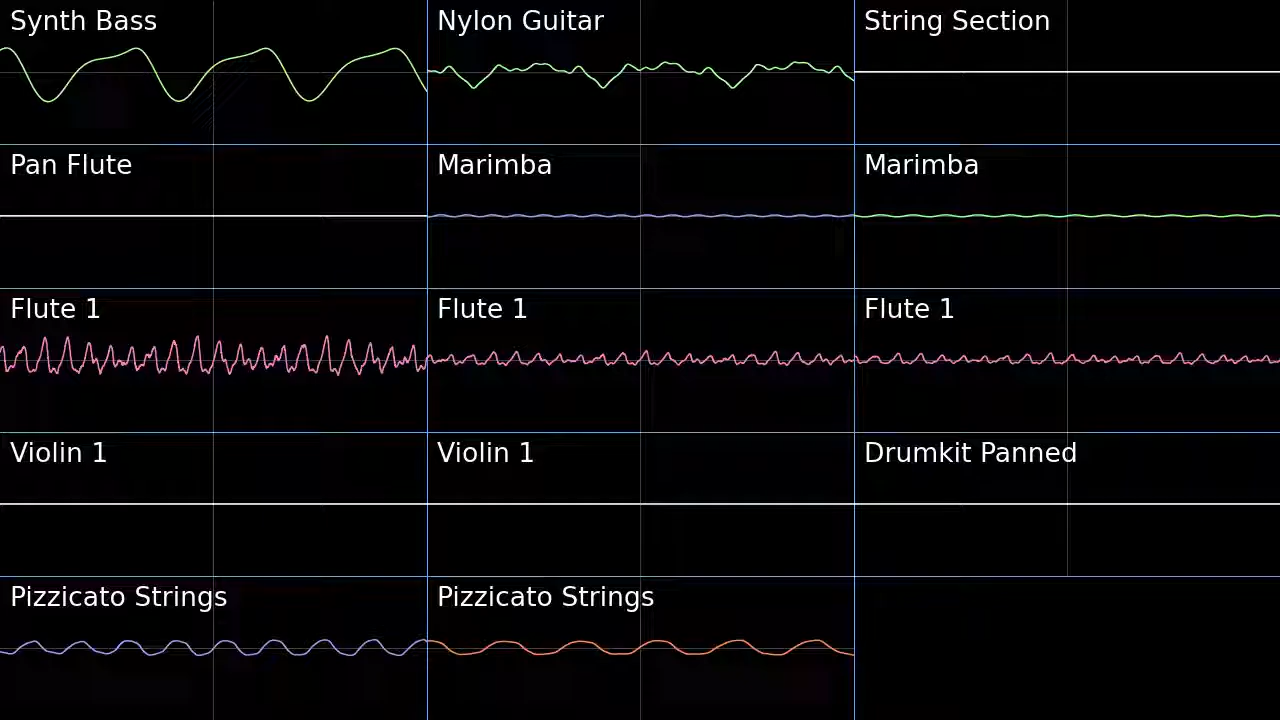 Synth Bass
Nylon Guitar
String Section
Pan Flute
Marimba
Marimba
Flute 1
Flute 1
Flute 1
Violin 1
Violin 1
Drumkit Panned
Pizzicato Strings
Pizzicato Strings